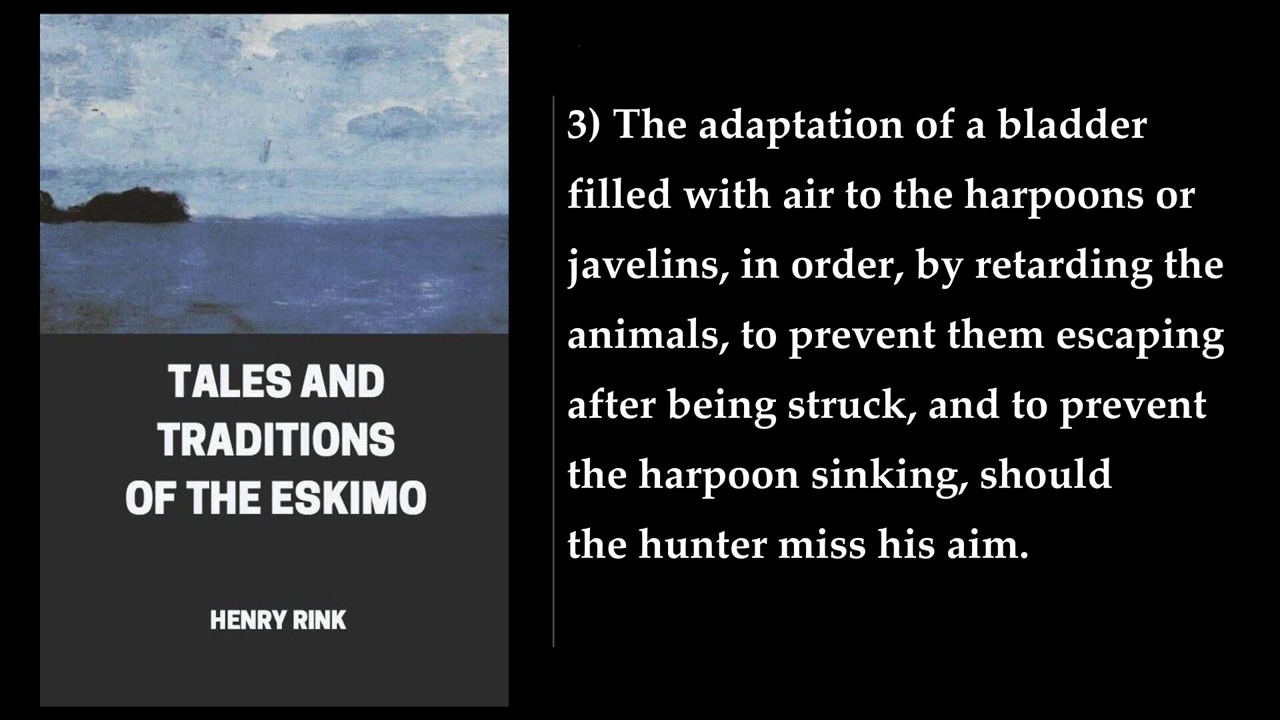 TALES AND
TRADITIONS
OF THE ESKIMO
HENRY RINK
3) The adaptation of a bladder
filled with air to the harpoons or
javelins, in order, by retarding the
animals, to prevent them escaping
after being struck, and to prevent
the harpoon sinking, should
the hunter miss his aim.